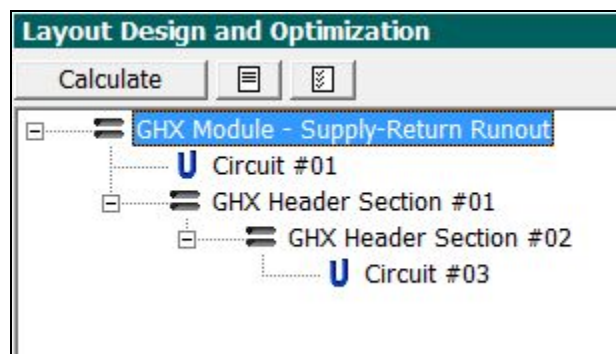 Layout Design and Optimization
Calculate
GHX Module - Supply-Return Runout
Circuit #01
GHX Header Section #01
GHX Header Section #02
Circuit #03